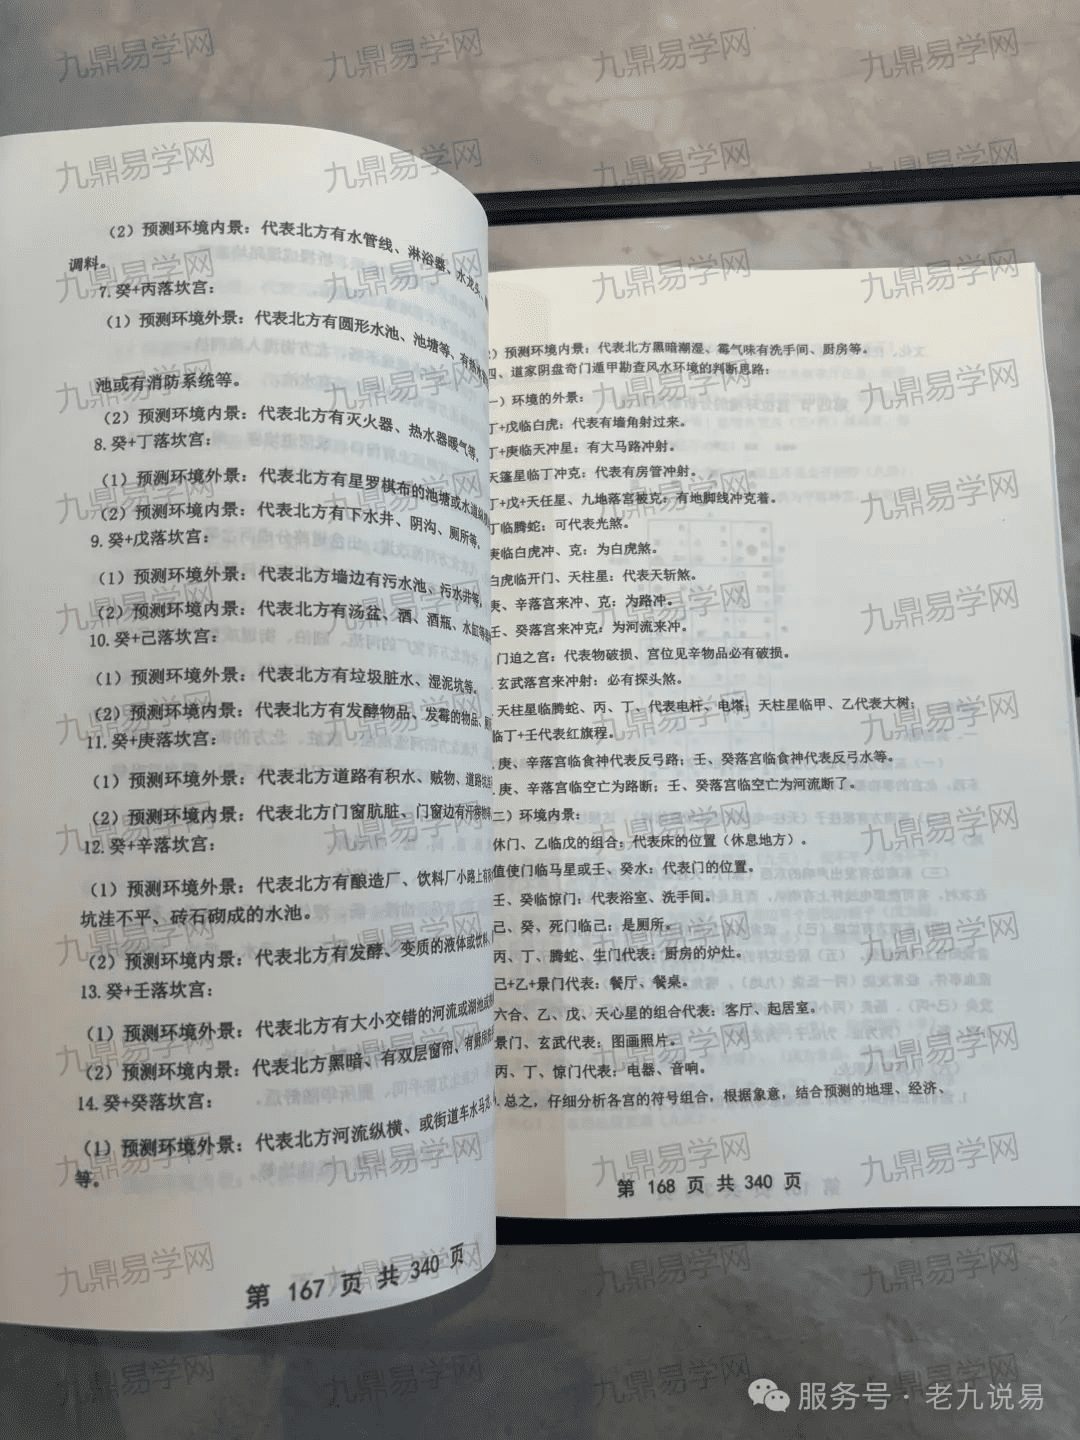 （2）预测环境内景：代表北方有水管线、淋浴器、水龙头、
调料。
7.癸+丙落坎宫：
（1）预测环境外景：代表北方有圆形水池、池塘等、有热水
池或有消防系统等。
（2）预测环境内景：代表北方有灭火器、热水器暖气等。
8.癸+丁落坎宫：
（1）预测环境外景：代表北方有星罗棋布的池塘或水道
（2）预测环境内景：代表北方有下水井、阴沟、厕所等。
9.癸+戊落坎宫：
（1）预测环境外景：代表北方墙边有污水池、污水井等。
（2）预测环境内景：代表北方有汤盆、酒、酒瓶、水缸等
10.癸+己落坎宫：
（1）预测环境外景：代表北方有垃圾脏水、湿泥坑等。
（2）预测环境内景：代表北方有发酵物品、发霉的物品、
11.癸+庚落坎宫：
（1）预测环境外景：代表北方道路有积水、贼物、道路
（2）预测环境内景：代表北方门窗肮脏、门窗边有
12.癸+辛落坎宫：
（1）预测环境外景：代表北方有酿造厂、饮料厂小路上有
坑洼不平、砖石砌成的水池。
（2）预测环境内景：代表北方有发酵、变质的液体或饮料、
13.癸+壬落坎宫：
（1）预测环境外景：代表北方有大小交错的河流或湖池
（2）预测环境内景：代表北方黑暗、有双层窗帘、有厨
14.癸+癸落坎宫：
（1）预测环境外景：代表北方河流纵横、或街道车水马龙、
等。
第 167 页 共 340 页
）预测环境内景：代表北方黑暗潮湿、霉气味有洗手间、厨房等。
四、道家阴盘奇门遁甲勘查风水环境的判断思路：
一）环境的外景：
丁+戊临白虎：代表有墙角射过来。
丁+庚临天冲星：有大马路冲射。
天篷星临丁冲克：代表有房管冲射。
丁+戊+天任星、九地落宫被克：有地脚线冲克着。
丁临腾蛇：可代表光煞。
庚临白虎冲、克：为白虎煞。
白虎临开门、天柱星：代表天斩煞。
庚、辛落宫来冲、克：为路冲。
壬、癸落宫来冲克：为河流来冲。
门迫之宫：代表物破损、宫位见辛物品必有破损。
玄武落宫来冲射：必有探头煞。
天柱星临腾蛇、丙、丁、代表电杆、电塔；天柱星临甲、乙代表大树；
临丁+壬代表红旗程。
庚、辛落宫临食神代表反弓路；壬、癸落宫临食神代表反弓水等。
庚、辛落宫临空亡为路断；壬、癸落宫临空亡为河流断了。
二）环境内景：
休门、乙临戊的组合：代表床的位置（休息地方）。
值使门临马星或壬、癸水：代表门的位置。
壬、癸临惊门：代表浴室、洗手间。
己、癸、死门临己：是厕所。
丙、丁、腾蛇、生门代表：厨房的炉灶。
己+乙+景门代表：餐厅、餐桌。
六合、乙、戊、天心星的组合代表：客厅、起居室。
景门、玄武代表：图画照片。
丙、丁、惊门代表：电器、音响。
总之，仔细分析各宫的符号组合，根据象意，结合预测的地理、经济、
第 168 页 共 340 页
九鼎易学网
服务号·老九说易